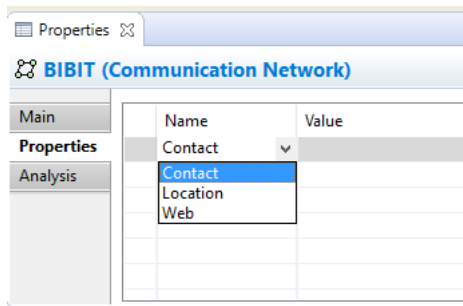 Properties
BIBIT (Communication Network)
Main
Properties
Analysis
Name Value
Contact
Contact
Location
Web